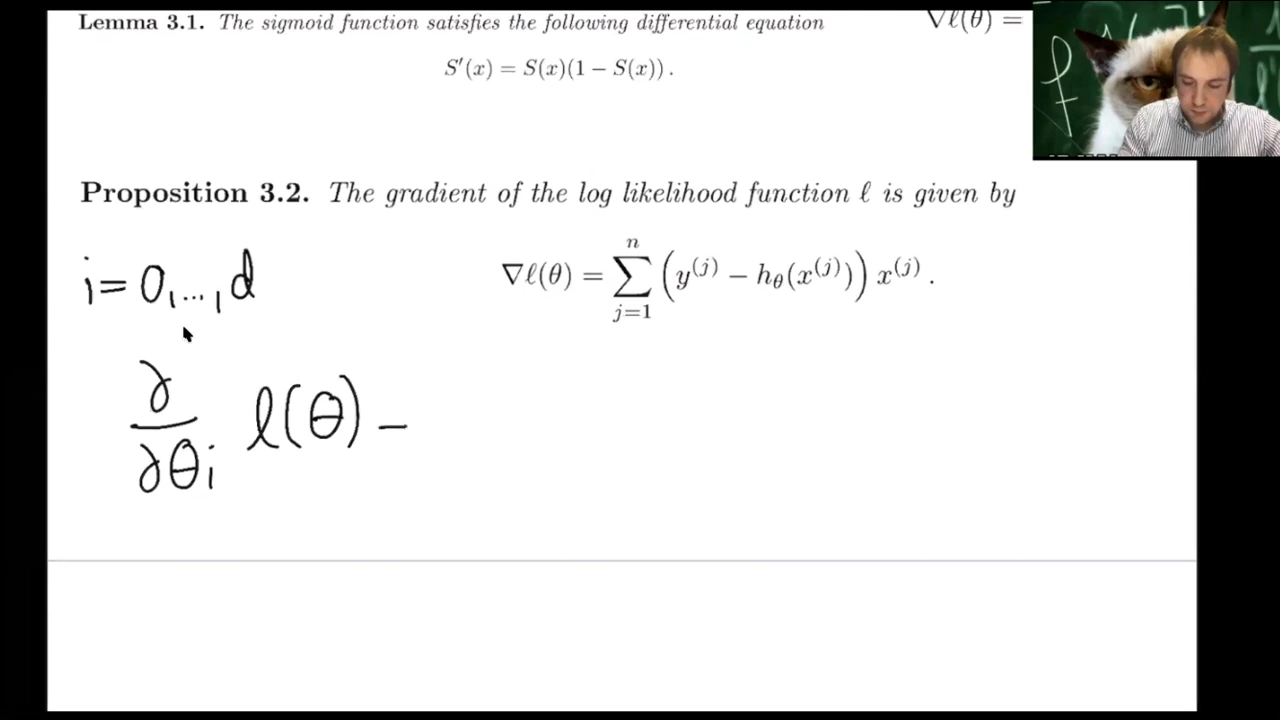 Lemma 3.1. The sigmoid function satisfies the following differential equation
∇ℓ(θ) =
S′(x) = S(x)(1 − S(x)) .
Proposition 3.2. The gradient of the log likelihood function ℓ is given by
i=0,...,d
∇ℓ(θ) = ∑_{j=1}^{n} (y^{(j)} − h_θ(x^{(j)})) x^{(j)} .
∂/∂θ_i ℓ(θ) −